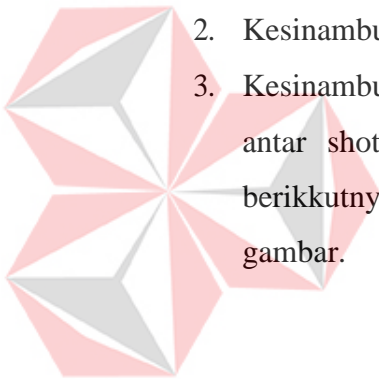 2. Kesinambu
3. Kesinambu
antar shot
berikkutny
gambar.